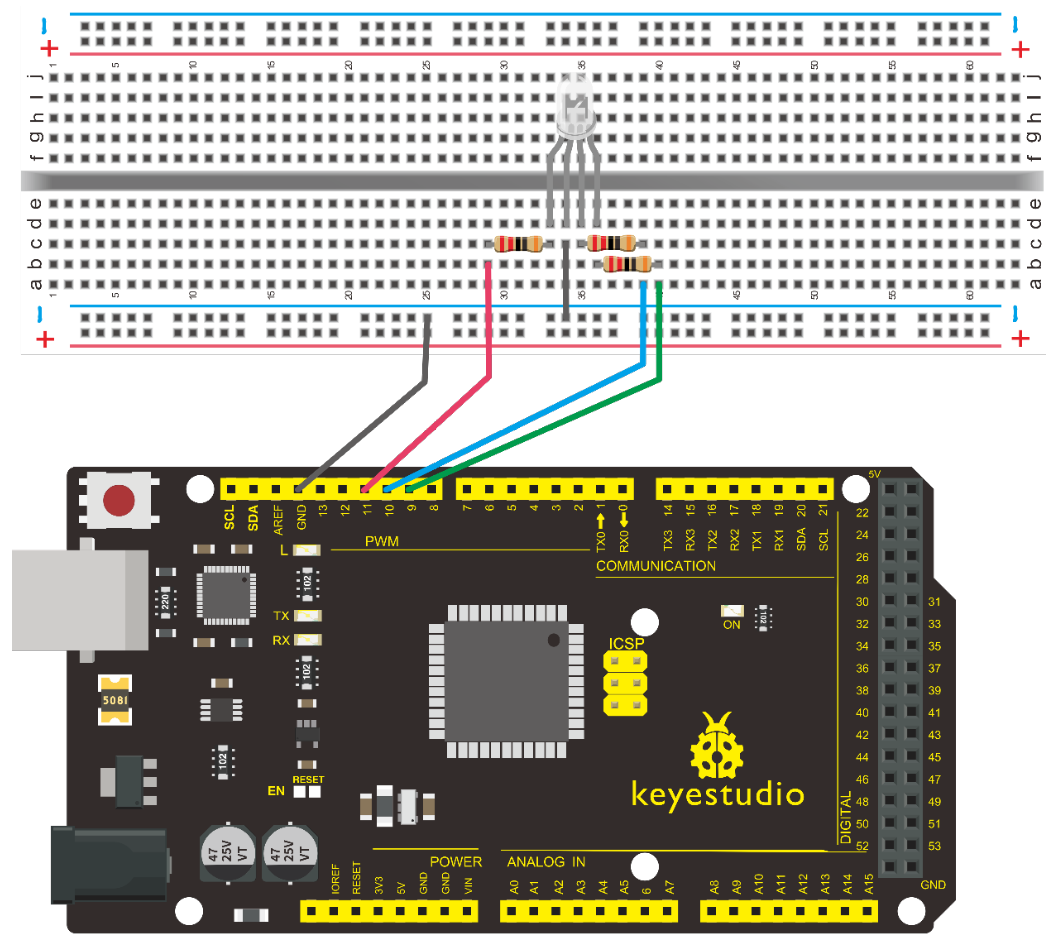 1 5 10 15 20 25 30 35 40 45 50 55 60
j j
i i
h h
g g
f f
e e
d d
c c
b b
a a
1 5 10 15 20 25 30 35 40 45 50 55 60
5V
SCL SDA AREF GND 13 12 11 10 9 8 7 6 5 4 3 2 TX0 1 RX0 0 TX3 14 RX3 15 TX2 16 RX2 17 TX1 18 RX1 19 SDA 20 SCL 21
PWM
COMMUNICATION
L
TX
RX
102
220
102
102
102
ON
ICSP
5081
RESET
EN
keyestudio
DIGITAL
22
24
26
28
30 31
32 33
34 35
36 37
38 39
40 41
42 43
44 45
46 47
48 49
50 51
52 53
GND
47 25V VT
47 25V VT
POWER
ANALOG IN
IOREF RESET 3V3 5V GND GND VIN A0 A1 A2 A3 A4 A5 6 A7 A8 A9 A10 A11 A12 A13 A14 A15